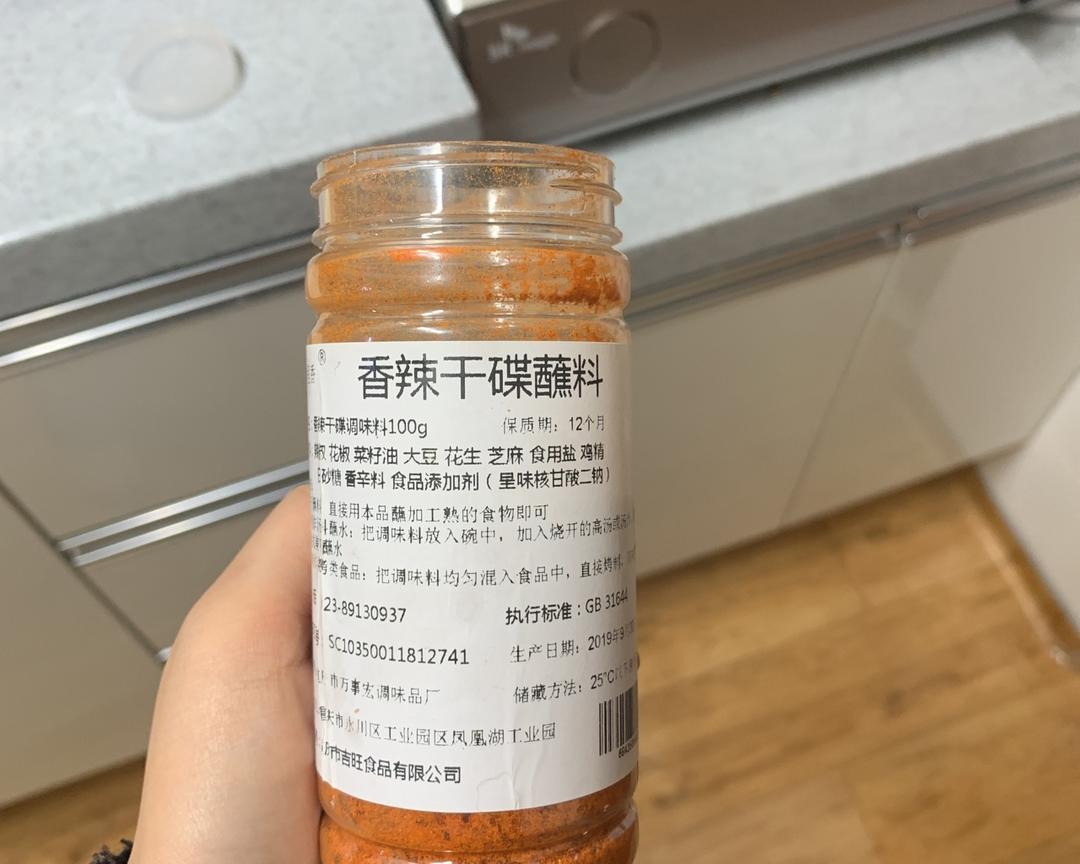 ®
香辣干碟蘸料
香辣干碟调味料100g 保质期：12个月
花椒 菜籽油 大豆 花生 芝麻 食用盐 鸡精
砂糖 香辛料 食品添加剂（呈味核苷酸二钠）
直接用本品蘸加工熟的食物即可
蘸水：把调味料放入碗中，加入烧开的高汤或
蘸水
类食品：把调味料均匀混入食品中，直接烤制
23-89130937 执行标准：GB 31644
SC10350011812741 生产日期：2019年9
市万事宏调味品厂 储藏方法：25℃
市永川区工业园区凤凰湖工业园
市吉旺食品有限公司